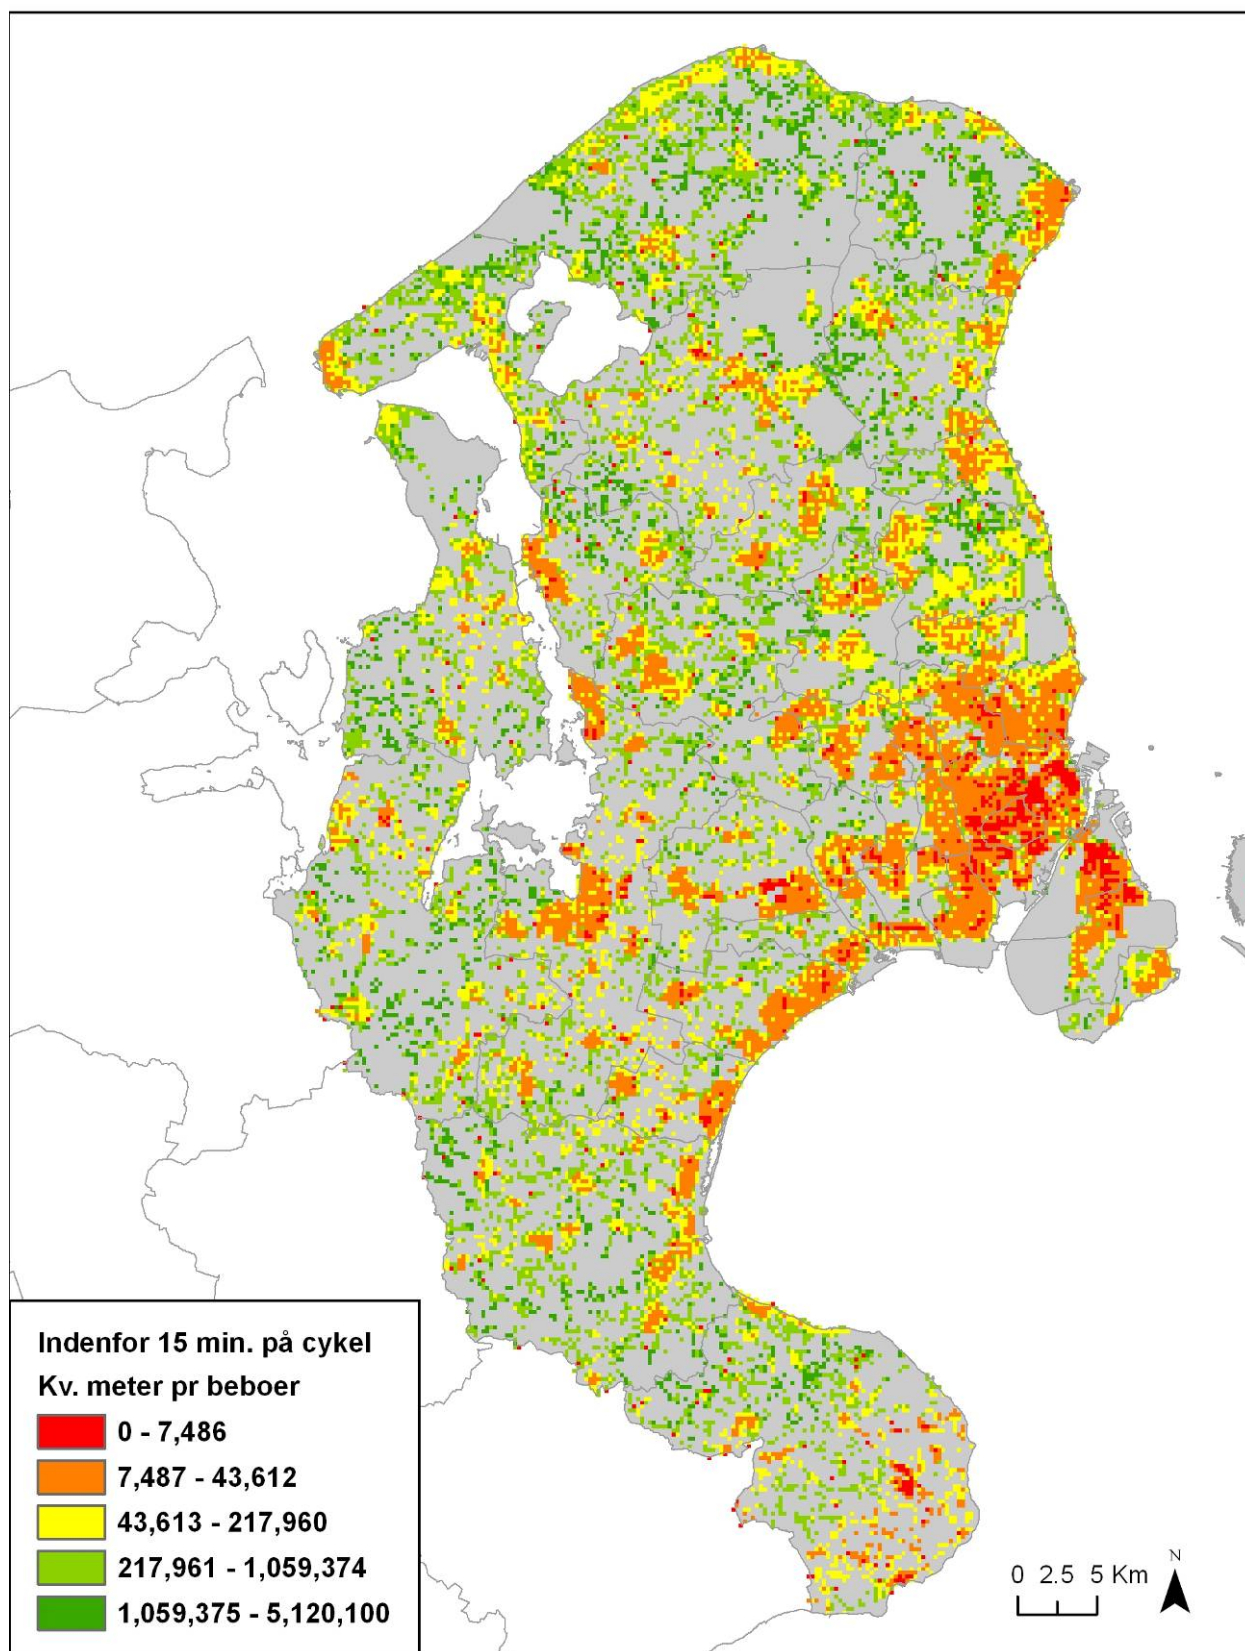 Indenfor 15 min. på cykel
Kv. meter pr beboer
0 - 7,486
7,487 - 43,612
43,613 - 217,960
217,961 - 1,059,374
1,059,375 - 5,120,100
0 2.5 5 Km
N